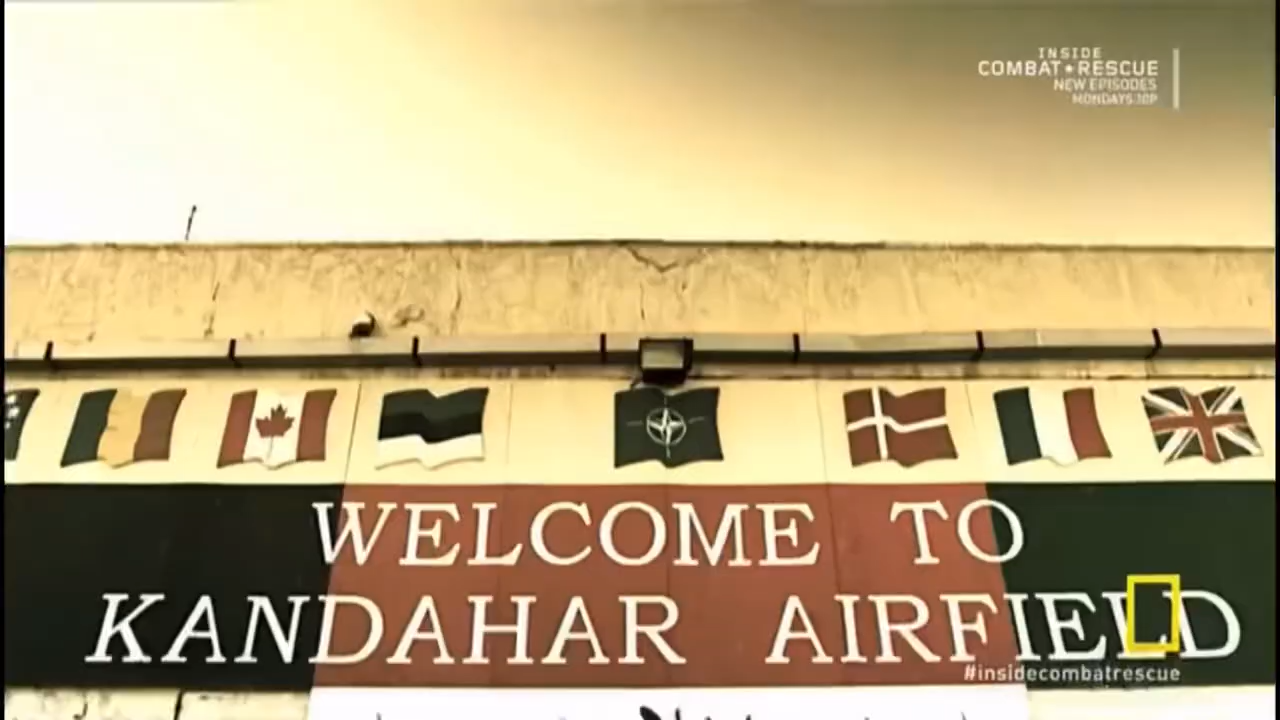 INSIDE
COMBAT★RESCUE
NEW EPISODES
MONDAYS 10P
WELCOME TO
KANDAHAR AIRFIELD
#insidecombatrescue